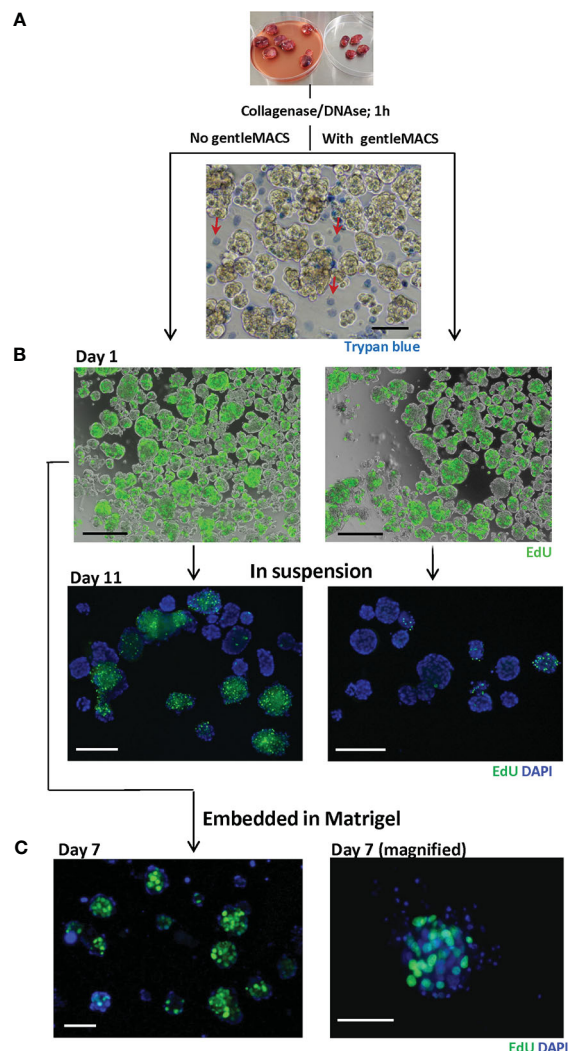 A
Collagenase/DNAse; 1h
No gentleMACS
With gentleMACS
Trypan blue
B
Day 1
EdU
In suspension
Day 11
EdU DAPI
Embedded in Matrigel
C
Day 7
Day 7 (magnified)
EdU DAPI